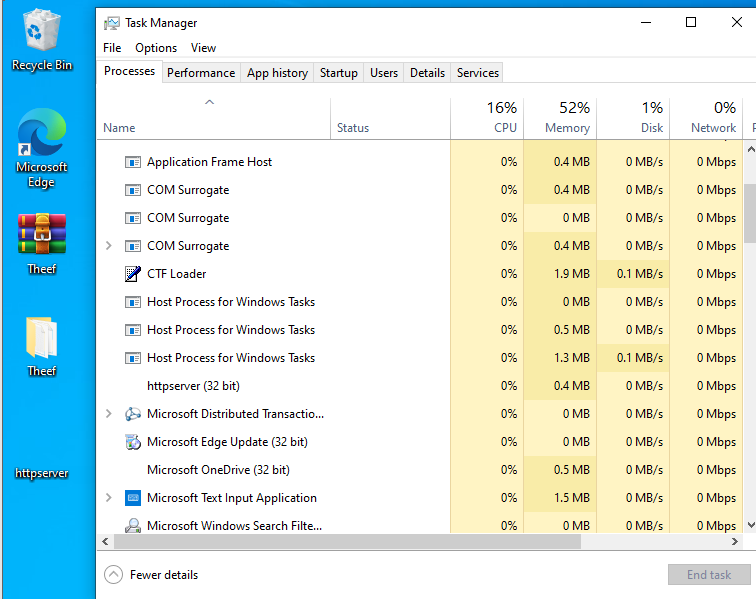 Recycle Bin
Microsoft
Edge
Theef
Theef
httpserver
Task Manager
File Options View
Processes Performance App history Startup Users Details Services
16% 52% 1% 0%
Name Status CPU Memory Disk Network
Application Frame Host 0% 0.4 MB 0 MB/s 0 Mbps
COM Surrogate 0% 0.4 MB 0 MB/s 0 Mbps
COM Surrogate 0% 0 MB 0 MB/s 0 Mbps
COM Surrogate 0% 0.4 MB 0 MB/s 0 Mbps
CTF Loader 0% 1.9 MB 0.1 MB/s 0 Mbps
Host Process for Windows Tasks 0% 0 MB 0 MB/s 0 Mbps
Host Process for Windows Tasks 0% 0.5 MB 0 MB/s 0 Mbps
Host Process for Windows Tasks 0% 1.3 MB 0.1 MB/s 0 Mbps
httpserver (32 bit) 0% 0.4 MB 0 MB/s 0 Mbps
Microsoft Distributed Transactio... 0% 0 MB 0 MB/s 0 Mbps
Microsoft Edge Update (32 bit) 0% 0 MB 0 MB/s 0 Mbps
Microsoft OneDrive (32 bit) 0% 0.5 MB 0 MB/s 0 Mbps
Microsoft Text Input Application 0% 1.5 MB 0 MB/s 0 Mbps
Microsoft Windows Search Filte... 0% 0 MB 0 MB/s 0 Mbps
Fewer details End task